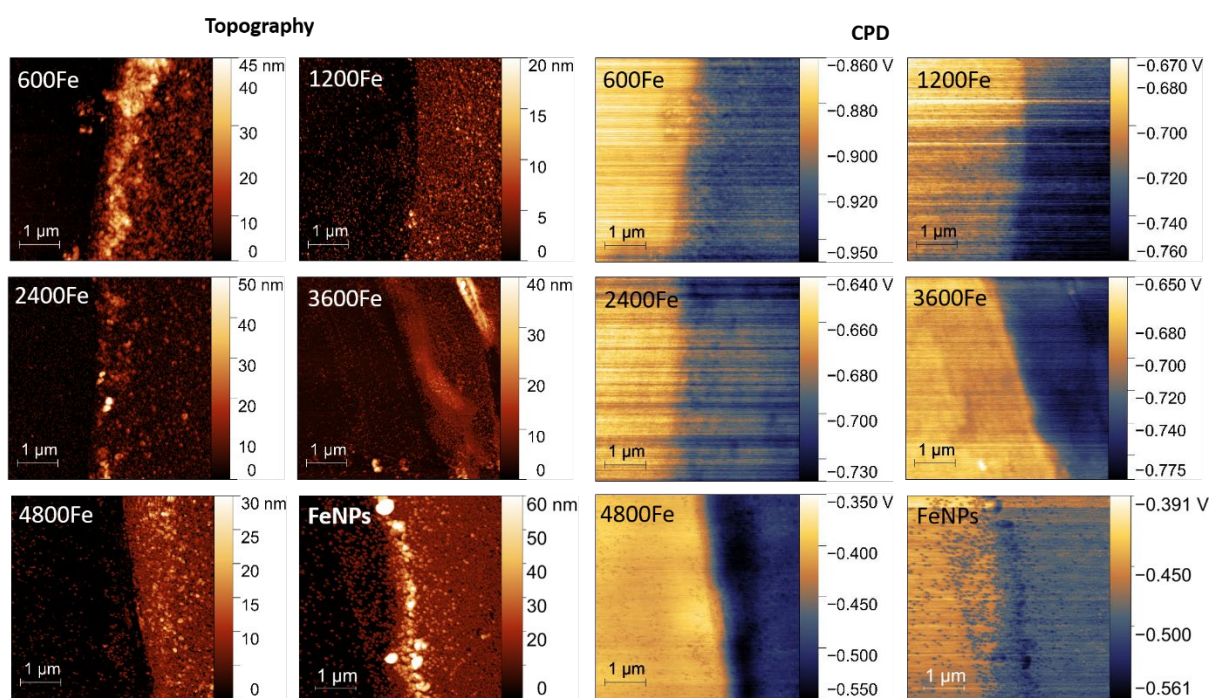 Topography
CPD
600Fe
45 nm
40
30
20
10
0
1 µm
1200Fe
20 nm
15
10
5
0
1 µm
600Fe
−0.860 V
−0.880
−0.900
−0.920
−0.950
1 µm
1200Fe
−0.670 V
−0.680
−0.700
−0.720
−0.740
−0.760
1 µm
2400Fe
50 nm
40
30
20
10
0
1 µm
3600Fe
40 nm
30
20
10
0
1 µm
2400Fe
−0.640 V
−0.660
−0.680
−0.700
−0.730
1 µm
3600Fe
−0.650 V
−0.700
−0.720
−0.740
−0.775
1 µm
4800Fe
30 nm
25
20
15
10
5
0
1 µm
FeNPs
60 nm
50
40
30
20
10
0
1 µm
4800Fe
−0.350 V
−0.400
−0.450
−0.500
−0.550
1 µm
FeNPs
−0.391 V
−0.450
−0.500
−0.561
1 µm